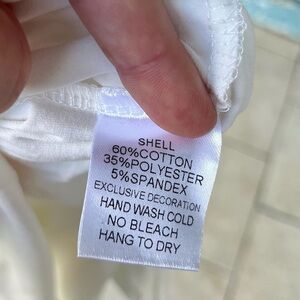 SHELL
60%COTTON
35%POLYESTER
5%SPANDEX
EXCLUSIVE DECORATION
HAND WASH COLD
NO BLEACH
HANG TO DRY